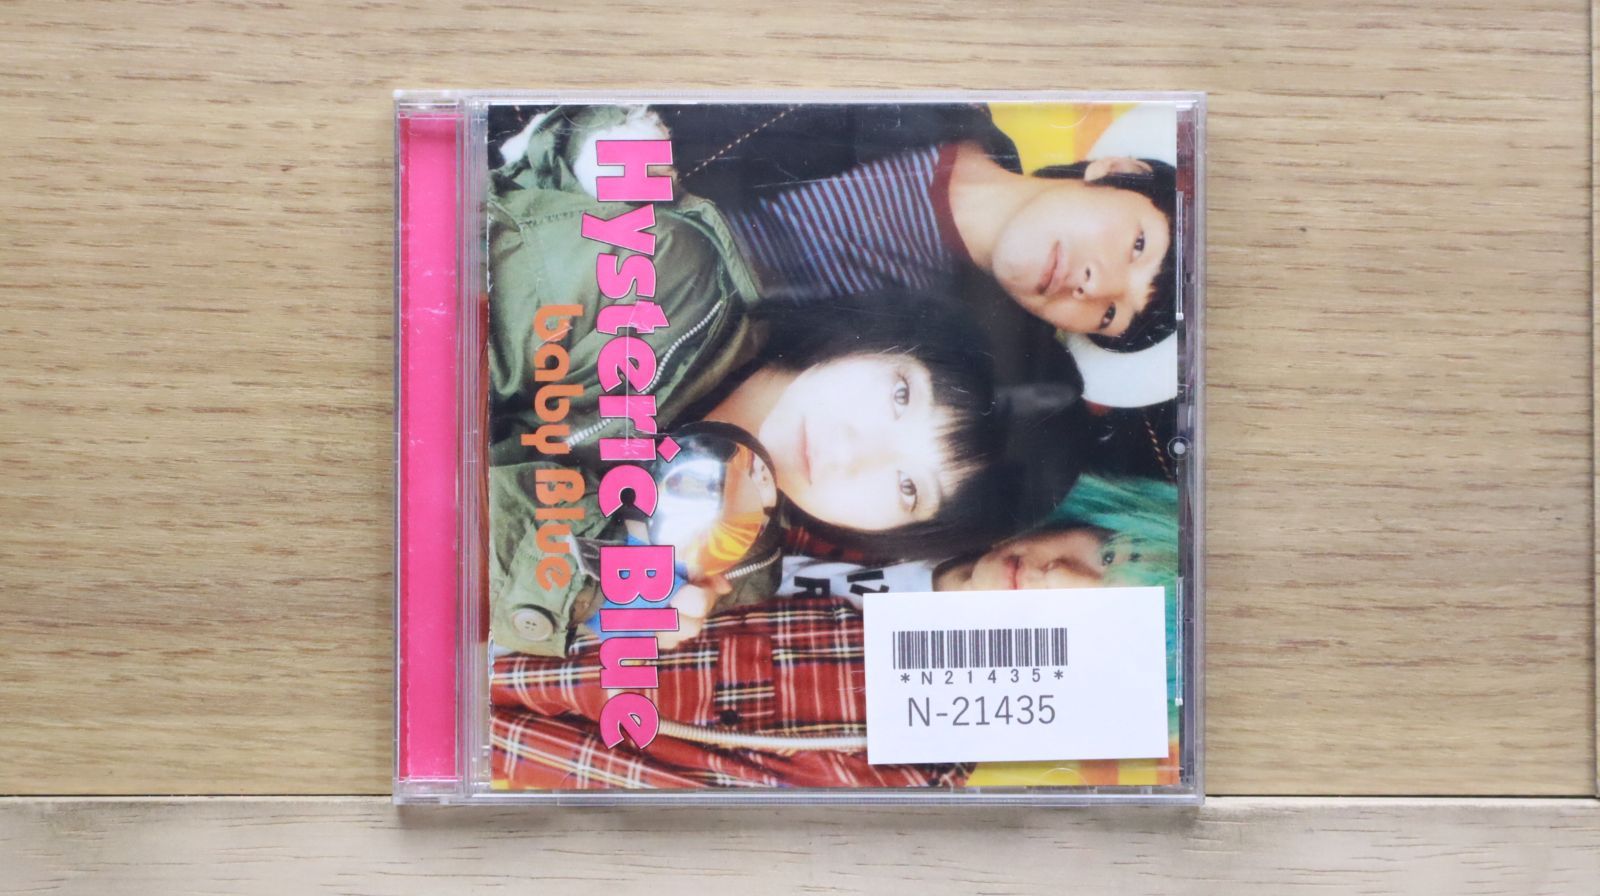 Hysteric Blue
baby Blue
*N21435*
N-21435